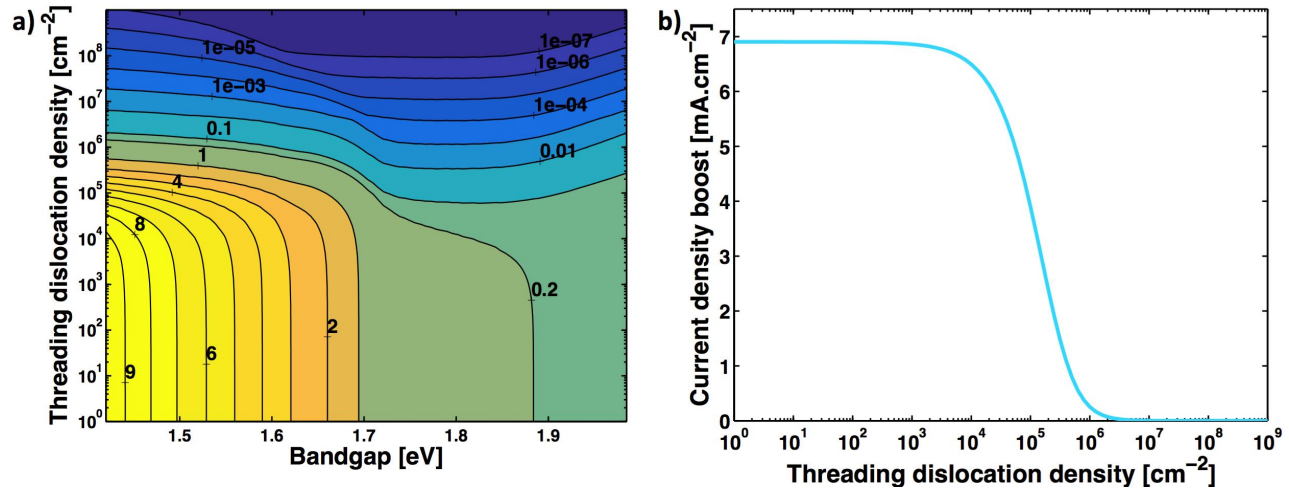 a)
Threading dislocation density [cm⁻²]
10⁸
10⁷
10⁶
10⁵
10⁴
10³
10²
10¹
10⁰
1e−05
1e−07
1e−06
1e−03
1e−04
0.1
0.01
1
4
8
0.2
2
6
9
1.5 1.6 1.7 1.8 1.9
Bandgap [eV]
b)
Current density boost [mA.cm⁻²]
7
6
5
4
3
2
1
0
10⁰ 10¹ 10² 10³ 10⁴ 10⁵ 10⁶ 10⁷ 10⁸ 10⁹
Threading dislocation density [cm⁻²]